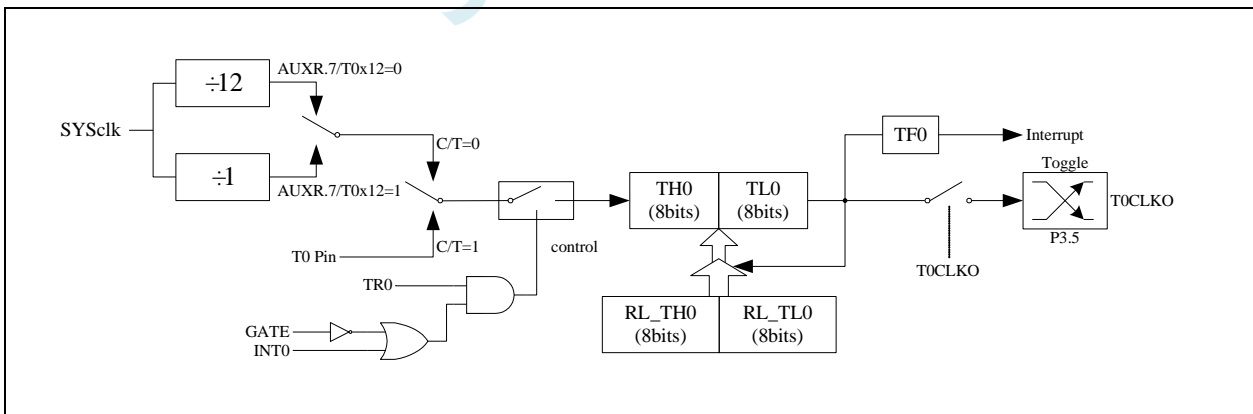 ÷12
AUXR.7/T0x12=0
SYSclk
÷1
AUXR.7/T0x12=1
C/T=0
C/T=1
T0 Pin
control
TR0
GATE
INT0
TH0
(8bits)
TL0
(8bits)
RL_TH0
(8bits)
RL_TL0
(8bits)
TF0
Interrupt
Toggle
T0CLKO
P3.5
T0CLKO